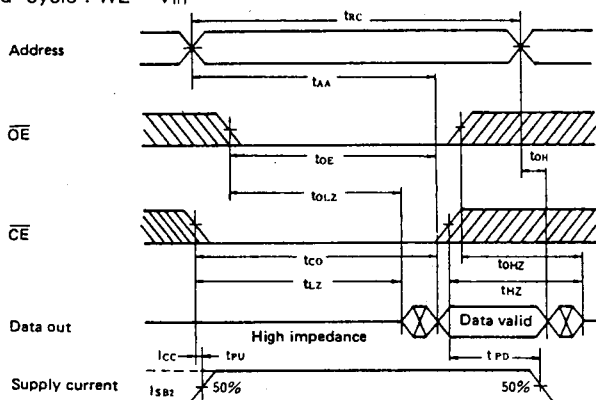 Cycle : WE = VIH
tRC
Address
tAA
OE
tOE
tOH
tOLZ
CE
tCO
tOHZ
tLZ
tHZ
Data out
High impedance
Data valid
ICC
tPU
tPD
Supply current
ISB2
50%
50%